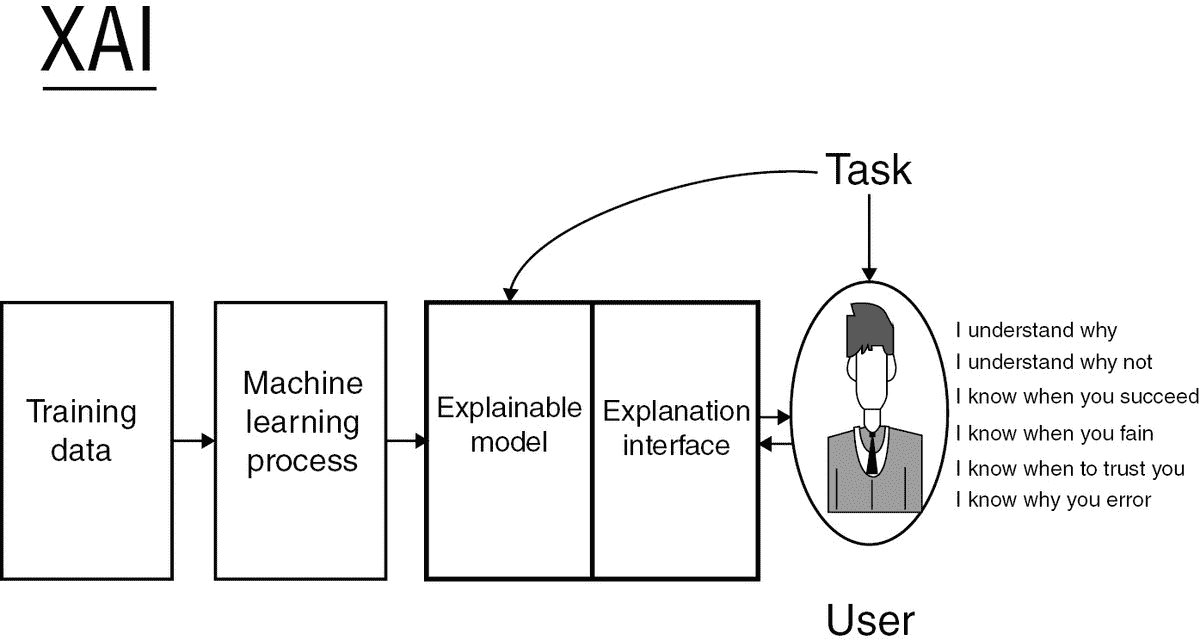 XAI
Task
Training
data
Machine
learning
process
Explainable
model
Explanation
interface
I understand why
I understand why not
I know when you succeed
I know when you fain
I know when to trust you
I know why you error
User